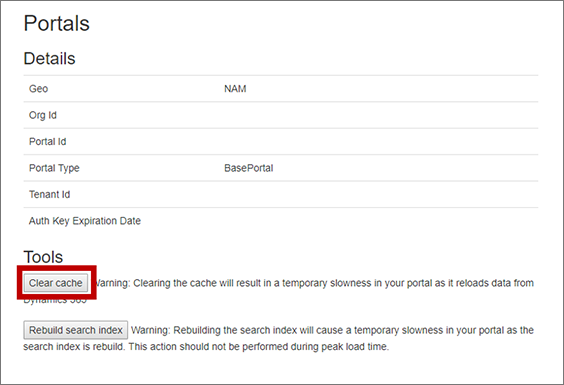 Portals
Details
Geo NAM
Org Id
Portal Id
Portal Type BasePortal
Tenant Id
Auth Key Expiration Date
Tools
Clear cache Warning: Clearing the cache will result in a temporary slowness in your portal as it reloads data from
Dynamics 365
Rebuild search index Warning: Rebuilding the search index will cause a temporary slowness in your portal as the
search index is rebuild. This action should not be performed during peak load time.